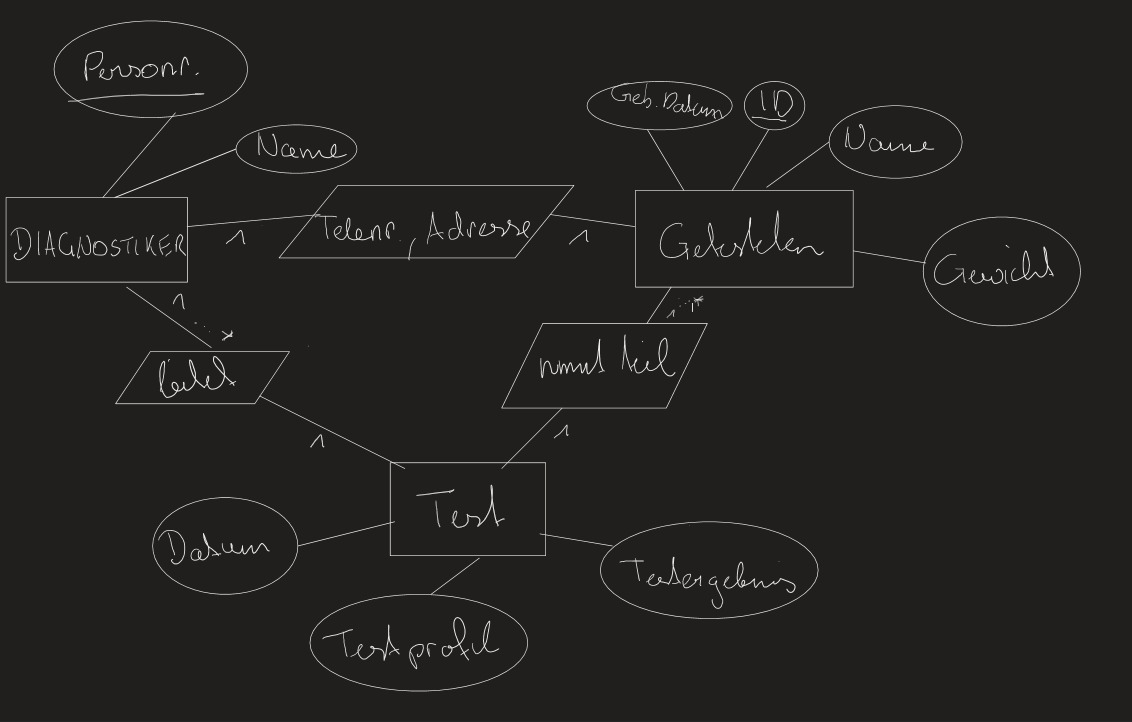 Personr.
Name
DIAGNOSTIKER
1
Telenr., Adresse
1
Geb. Datum
ID
Name
Getesteten
Gewicht
1...*
leitet
1
1...*
nimmt teil
1
Test
Datum
Testprofil
Testergebnis